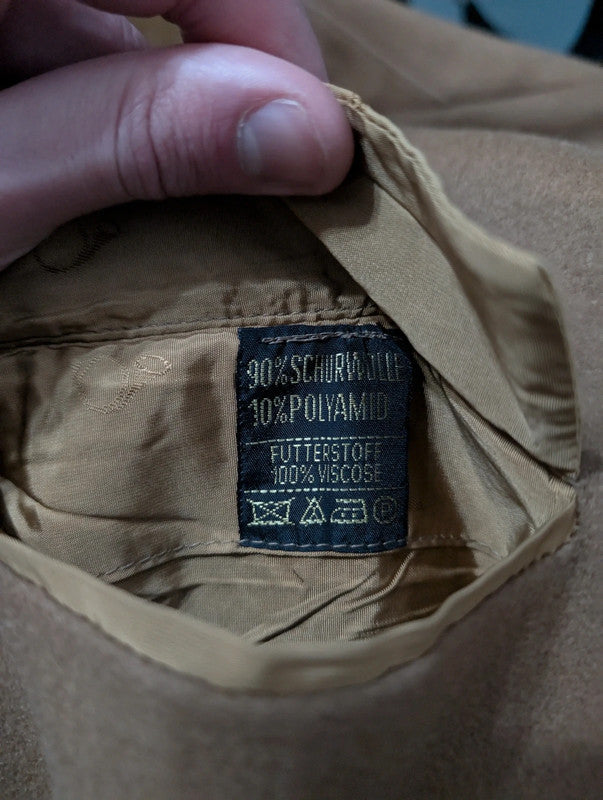 90% SCHURWOLLE
10% POLYAMID
FUTTERSTOFF
100% VISCOSE
P